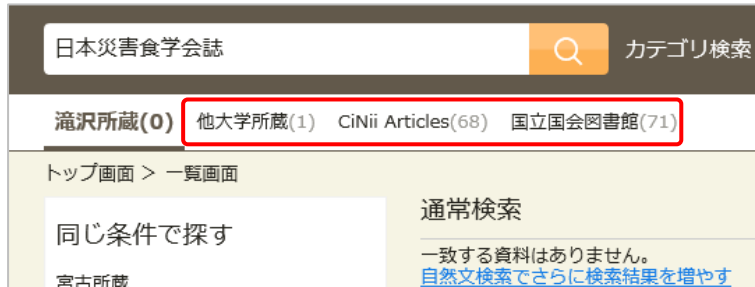 日本災害食学会誌 カテゴリ検索
滝沢所蔵(0) 他大学所蔵(1) CiNii Articles(68) 国立国会図書館(71)
トップ画面 > 一覧画面
同じ条件で探す
宮古所蔵
通常検索
一致する資料はありません。
自然文検索でさらに検索結果を増やす